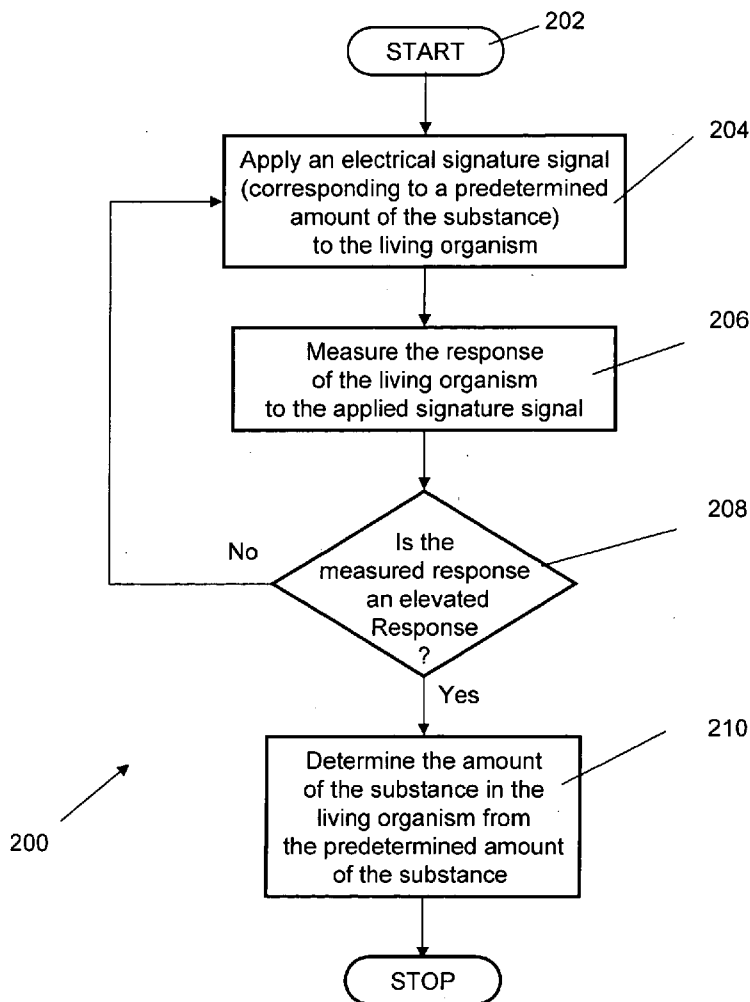 202
START
204
Apply an electrical signature signal
(corresponding to a predetermined
amount of the substance)
to the living organism
206
Measure the response
of the living organism
to the applied signature signal
208
No
Is the
measured response
an elevated
Response
?
Yes
210
Determine the amount
of the substance in the
living organism from
the predetermined amount
of the substance
200
STOP